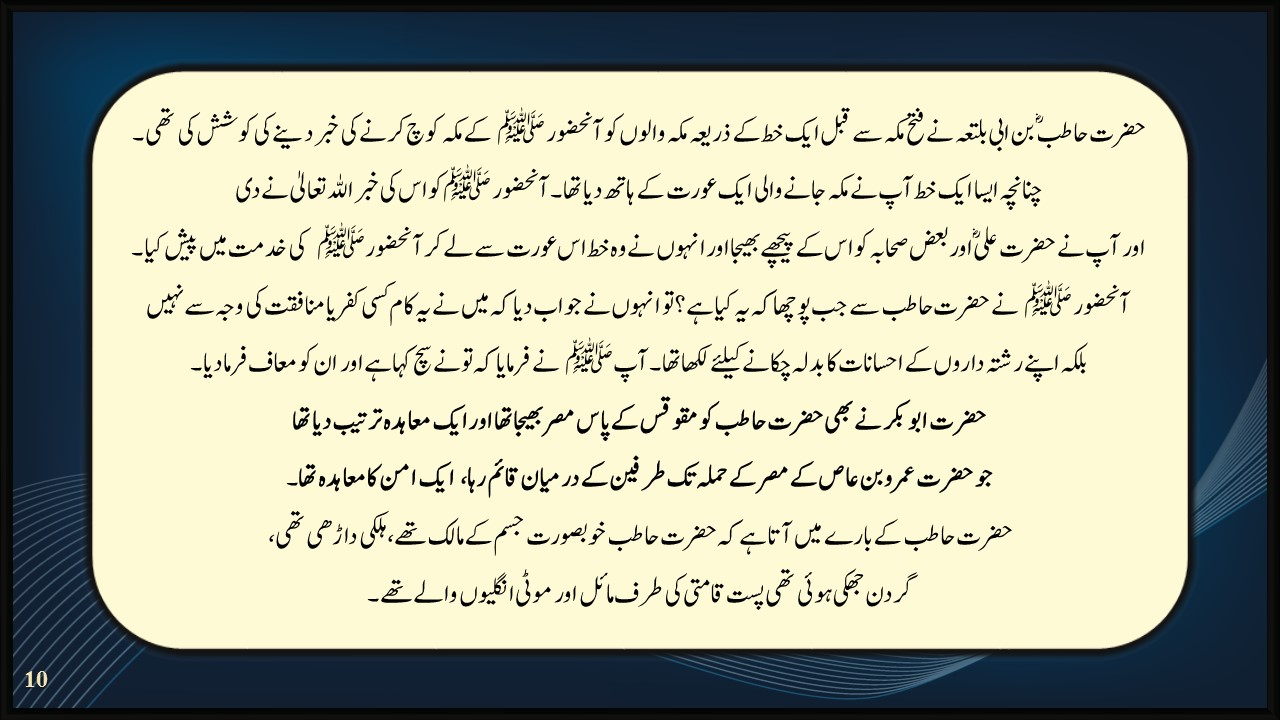 حضرت حاطبؓ بن ابی بلتعہ نے فتح مکہ سے قبل ایک خط کے ذریعہ مکہ والوں کو آنحضور ﷺ کے مکہ کوچ کرنے کی خبر دینے کی کوشش کی تھی۔
چنانچہ ایسا ایک خط آپ نے مکہ جانے والی ایک عورت کے ہاتھ دیا تھا۔ آنحضور ﷺ کو اس کی خبر اللہ تعالیٰ نے دی
اور آپ نے حضرت علیؓ اور بعض صحابہ کو اس کے پیچھے بھیجا اور انہوں نے وہ خط اس عورت سے لے کر آنحضور ﷺ کی خدمت میں پیش کیا۔
آنحضور ﷺ نے حضرت حاطب سے جب پوچھا کہ یہ کیا ہے؟ تو انہوں نے جواب دیا کہ میں نے یہ کام کسی کفر یا منافقت کی وجہ سے نہیں
بلکہ اپنے رشتہ داروں کے احسانات کا بدلہ چکانے کیلئے لکھا تھا۔ آپ ﷺ نے فرمایا کہ تو نے سچ کہا ہے اور ان کو معاف فرما دیا۔
حضرت ابو بکر نے بھی حضرت حاطب کو مقوقس کے پاس مصر بھیجا تھا اور ایک معاہدہ ترتیب دیا تھا
جو حضرت عمرو بن عاص کے مصر کے حملہ تک طرفین کے درمیان قائم رہا، ایک امن کا معاہدہ تھا۔
حضرت حاطب کے بارے میں آتا ہے کہ حضرت حاطب خوبصورت جسم کے مالک تھے، ہلکی داڑھی تھی،
گردن جھکی ہوئی تھی پست قامتی کی طرف مائل اور موٹی انگلیوں والے تھے۔
10